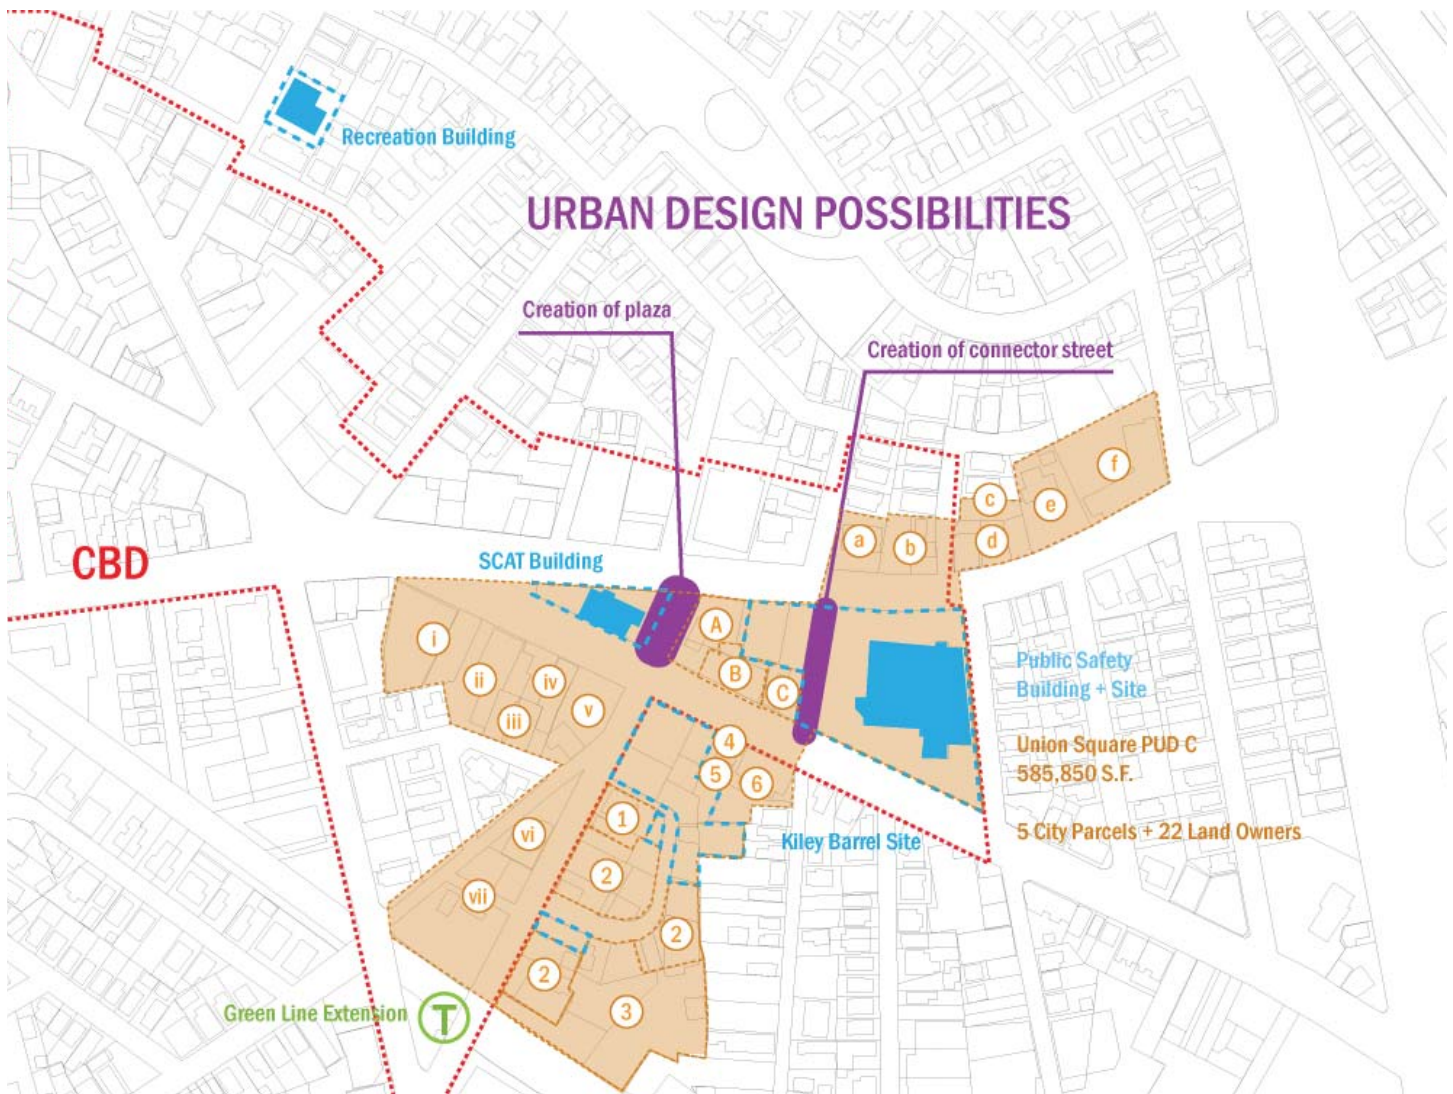 Recreation Building
URBAN DESIGN POSSIBILITIES
Creation of plaza
Creation of connector street
f
c
e
a
b
d
CBD
SCAT Building
A
i
B
C
ii
iv
iii
v
Public Safety
Building + Site
Union Square PUD C
585,850 S.F.
5 City Parcels + 22 Land Owners
4
5
6
1
Kiley Barrel Site
vi
2
vii
2
2
3
Green Line Extension
T